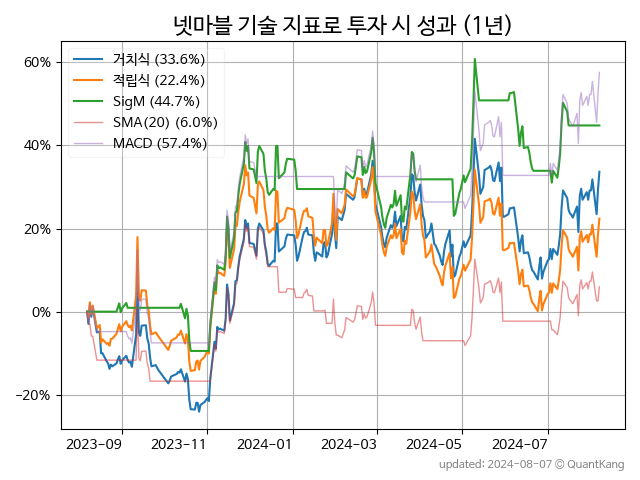 넷마블 기술 지표로 투자 시 성과 (1년)
60%
40%
20%
0%
−20%
거치식 (33.6%)
적립식 (22.4%)
SigM (44.7%)
SMA(20) (6.0%)
MACD (57.4%)
2023-09 2023-11 2024-01 2024-03 2024-05 2024-07
updated: 2024-08-07 © QuantKang